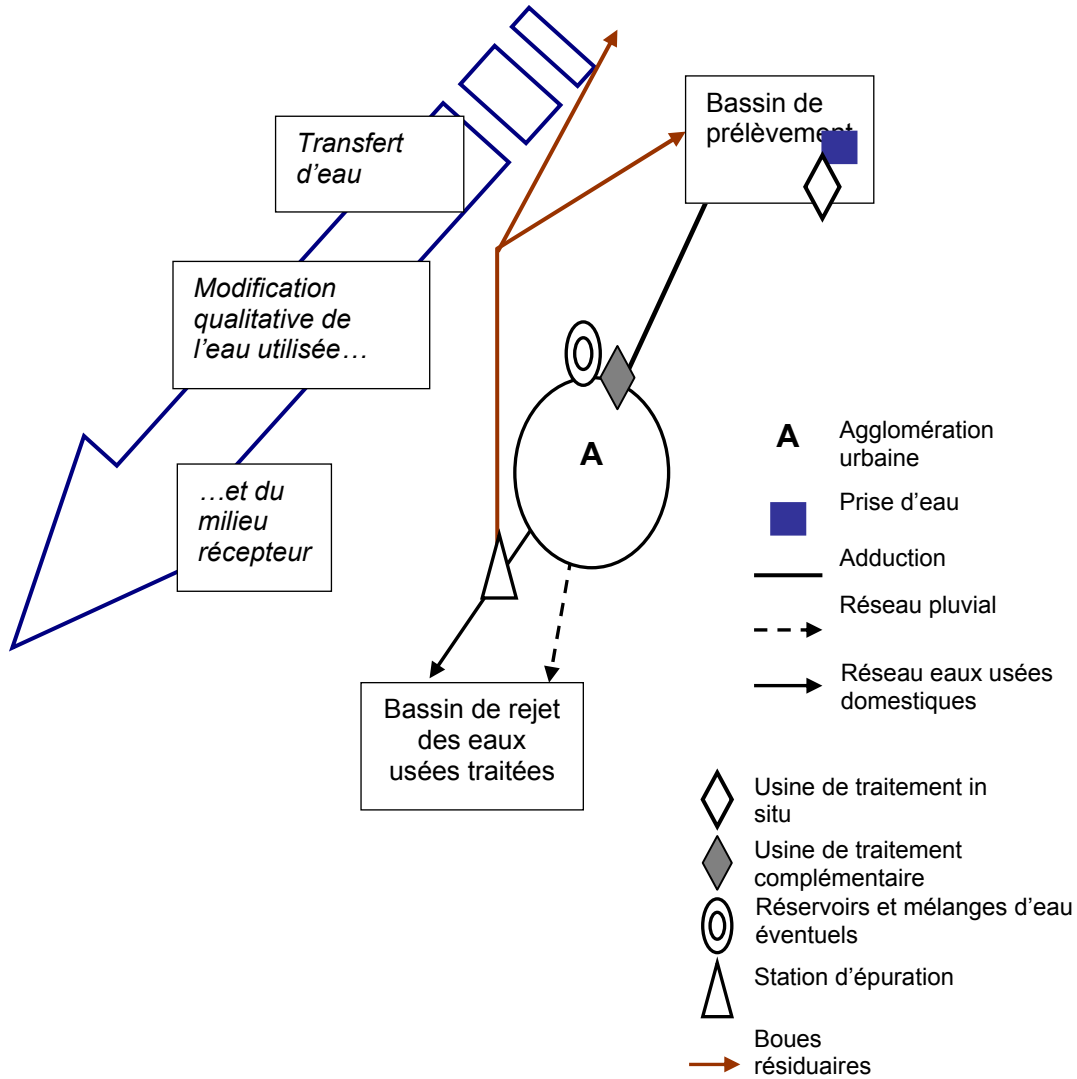 Bassin de
prélèvement
Transfert
d’eau
Modification
qualitative de
l’eau utilisée…
…et du
milieu
récepteur
A
Bassin de rejet
des eaux
usées traitées
A
Agglomération
urbaine
Prise d’eau
Adduction
Réseau pluvial
Réseau eaux usées
domestiques
Usine de traitement in
situ
Usine de traitement
complémentaire
Réservoirs et mélanges d’eau
éventuels
Station d’épuration
Boues
résiduaires